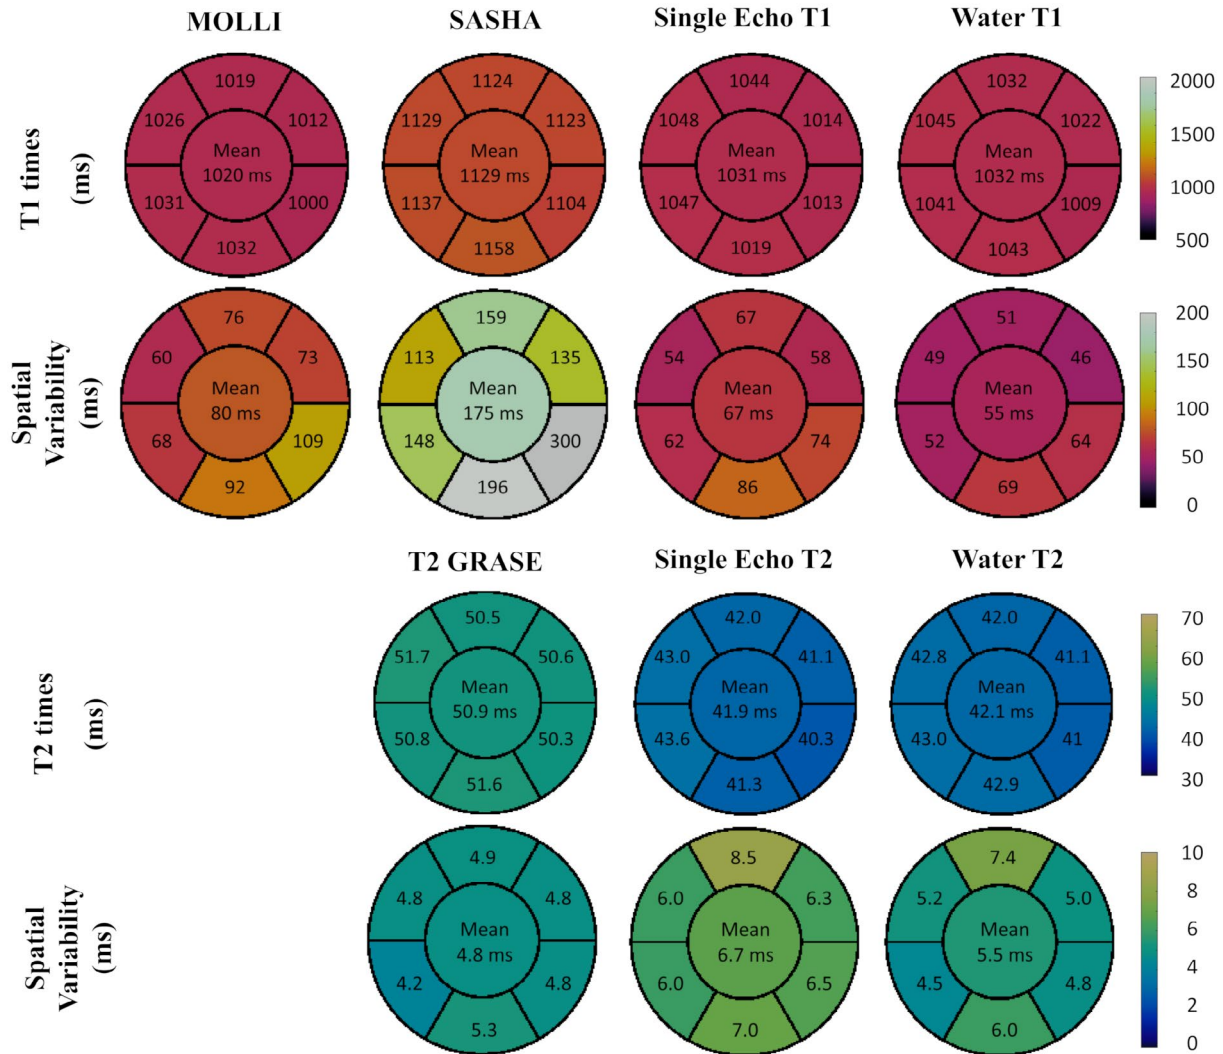 MOLLI
SASHA
Single Echo T1
Water T1
T1 times
(ms)
1019
1026
1012
Mean
1020 ms
1031
1000
1032
1124
1129
1123
Mean
1129 ms
1137
1104
1158
1044
1048
1014
Mean
1031 ms
1047
1013
1019
1032
1045
1022
Mean
1032 ms
1041
1009
1043
2000
1500
1000
500
Spatial
Variability
(ms)
76
60
73
Mean
80 ms
68
109
92
159
113
135
Mean
175 ms
148
300
196
67
54
58
Mean
67 ms
62
74
86
51
49
46
Mean
55 ms
52
64
69
200
150
100
50
0
T2 GRASE
Single Echo T2
Water T2
T2 times
(ms)
50.5
51.7
50.6
Mean
50.9 ms
50.8
50.3
51.6
42.0
43.0
41.1
Mean
41.9 ms
43.6
40.3
41.3
42.0
42.8
41.1
Mean
42.1 ms
43.0
41
42.9
70
60
50
40
30
Spatial
Variability
(ms)
4.9
4.8
4.8
Mean
4.8 ms
4.2
4.8
5.3
8.5
6.0
6.3
Mean
6.7 ms
6.0
6.5
7.0
7.4
5.2
5.0
Mean
5.5 ms
4.5
4.8
6.0
10
8
6
4
2
0